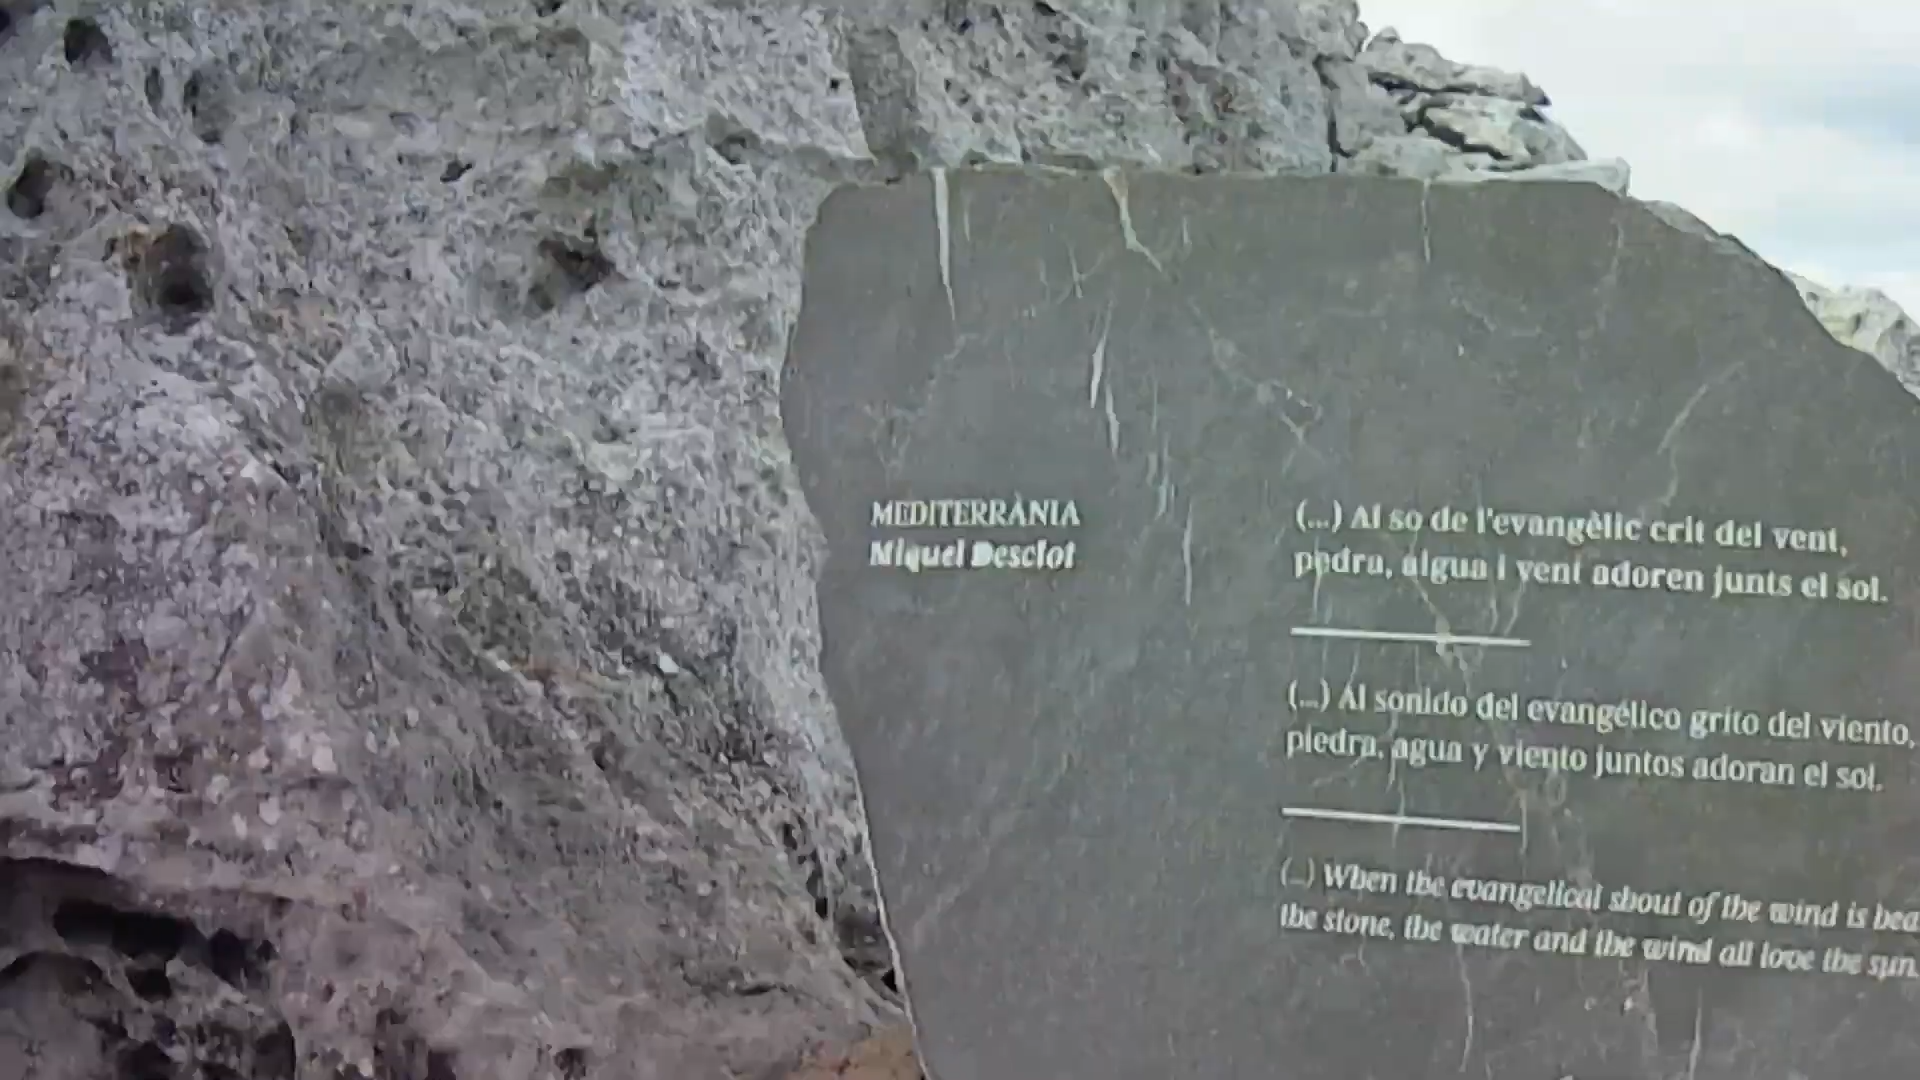 MEDITERRÀNIA
Miquel Desclot
(...) Al so de l'evangèlic crit del vent,
pedra, aigua i vent adoren junts el sol.
(...) Al sonido del evangélico grito del viento,
piedra, agua y viento juntos adoran el sol.
(...) When the evangelical shout of the wind is
the stone, the water and the wind all love the sun.